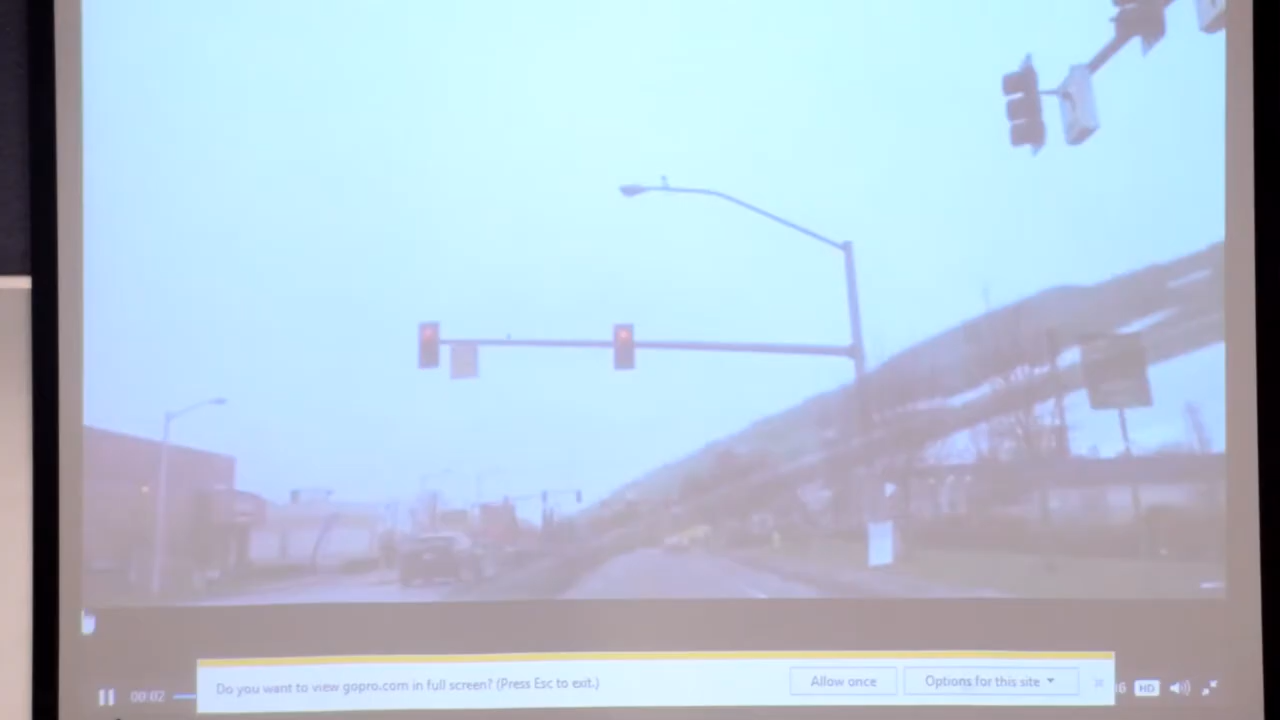 00:02
Do you want to view gopro.com in full screen? (Press Esc to exit.)
Allow once
Options for this site
HD